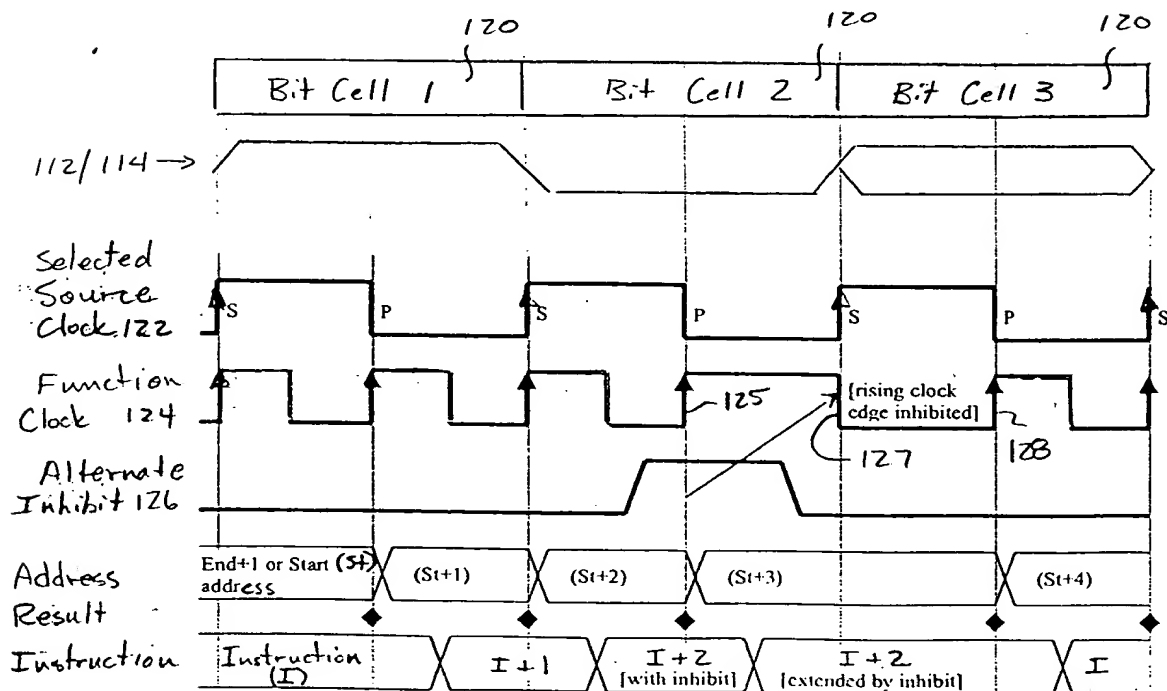 120 120 120
Bit Cell 1 Bit Cell 2 Bit Cell 3
112/114 →
Selected
Source
Clock 122
S P S P S P S
Function
Clock 124
125
[rising clock
edge inhibited]
127
128
Alternate
Inhibit 126
Address
Result
End+1 or Start (St)
address
(St+1) (St+2) (St+3) (St+4)
Instruction
Instruction
(I)
I+1
I+2
[with inhibit]
I+2
[extended by inhibit]
I